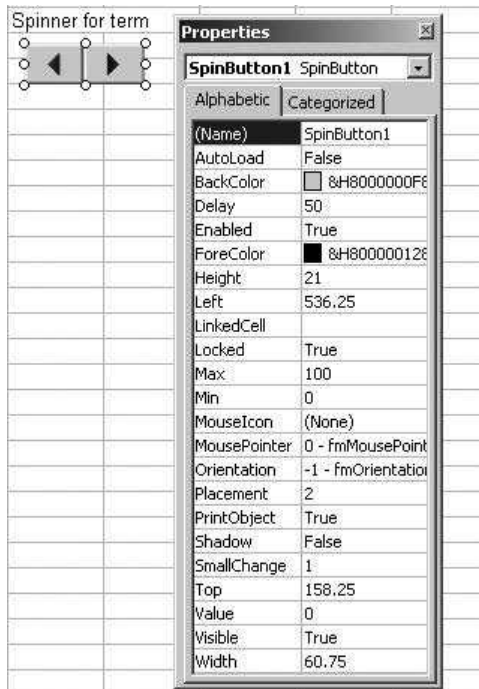 Spinner for term
Properties
SpinButton1 SpinButton
Alphabetic Categorized
(Name) SpinButton1
AutoLoad False
BackColor &H8000000F&
Delay 50
Enabled True
ForeColor &H80000012&
Height 21
Left 536.25
LinkedCell
Locked True
Max 100
Min 0
MouseIcon (None)
MousePointer 0 - fmMousePoint
Orientation -1 - fmOrientation
Placement 2
PrintObject True
Shadow False
SmallChange 1
Top 158.25
Value 0
Visible True
Width 60.75